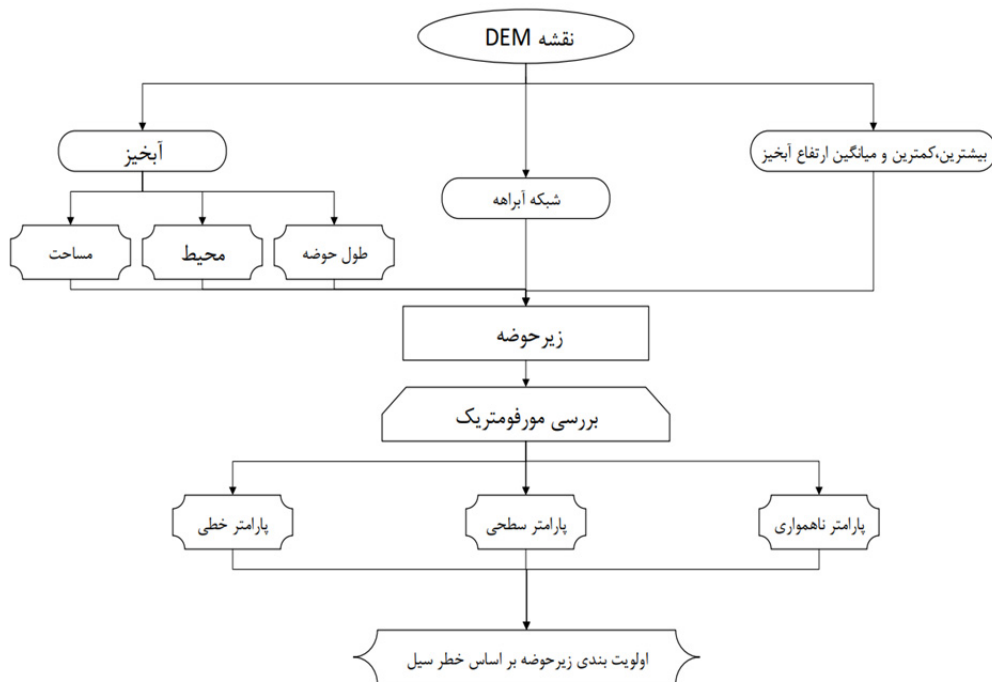 نقشه DEM
آبخیز
بیشترین،کمترین و میانگین ارتفاع آبخیز
شبکه آبراهه
طول حوضه
محیط
مساحت
زیرحوضه
بررسی مورفومتریک
پارامتر ناهمواری
پارامتر سطحی
پارامتر خطی
اولویت بندی زیرحوضه بر اساس خطر سیل